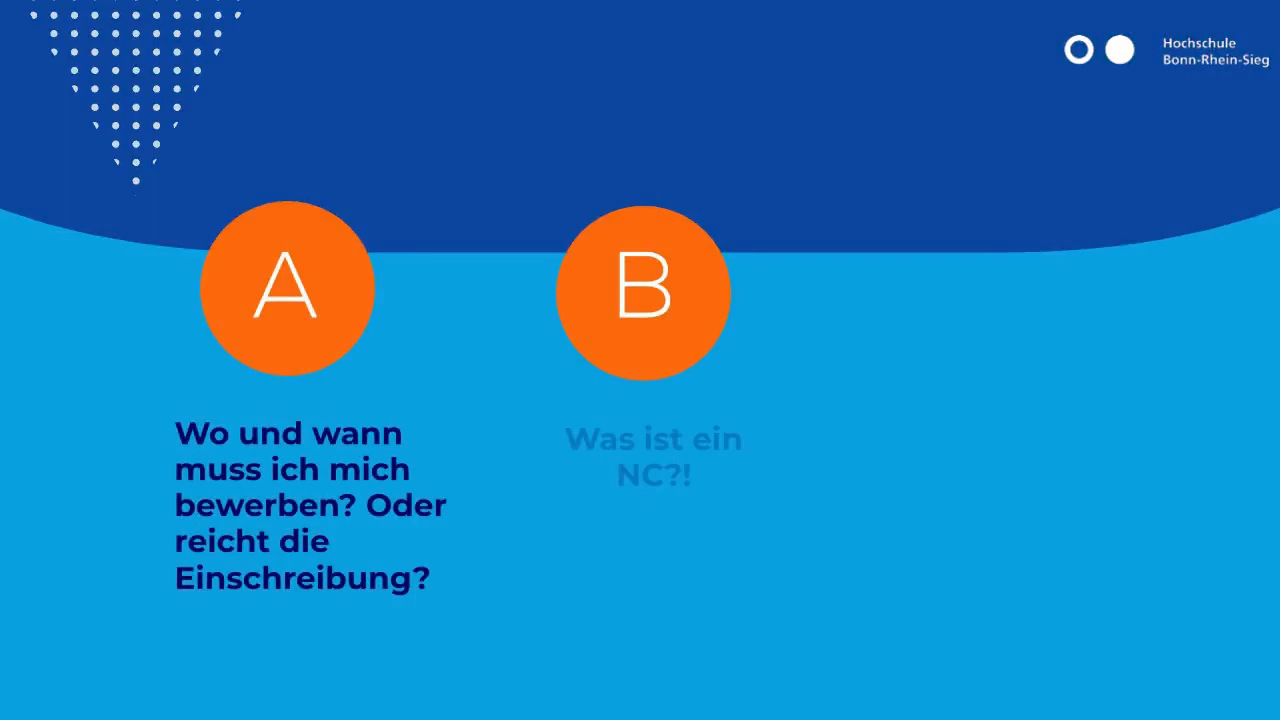 Hochschule
Bonn-Rhein-Sieg
A
B
Wo und wann
muss ich mich
bewerben? Oder
reicht die
Einschreibung?
Was ist ein
NC?!